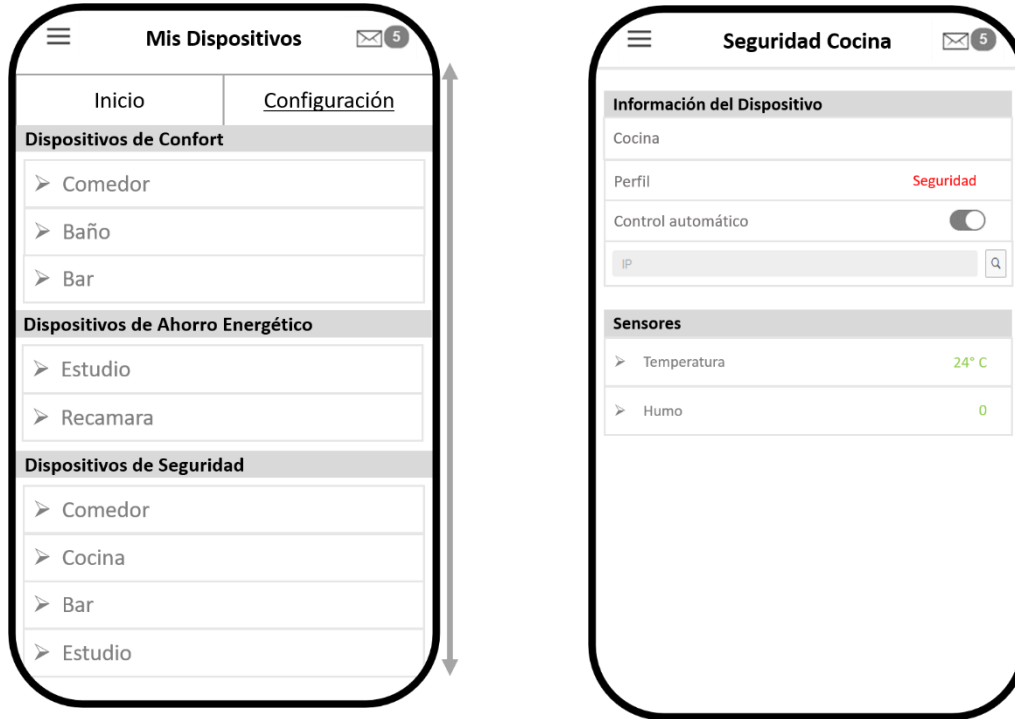 Mis Dispositivos
5
Inicio
Configuración
Dispositivos de Confort
Comedor
Baño
Bar
Dispositivos de Ahorro Energético
Estudio
Recamara
Dispositivos de Seguridad
Comedor
Cocina
Bar
Estudio
Seguridad Cocina
5
Información del Dispositivo
Cocina
Perfil Seguridad
Control automático
IP
Sensores
Temperatura 24° C
Humo 0